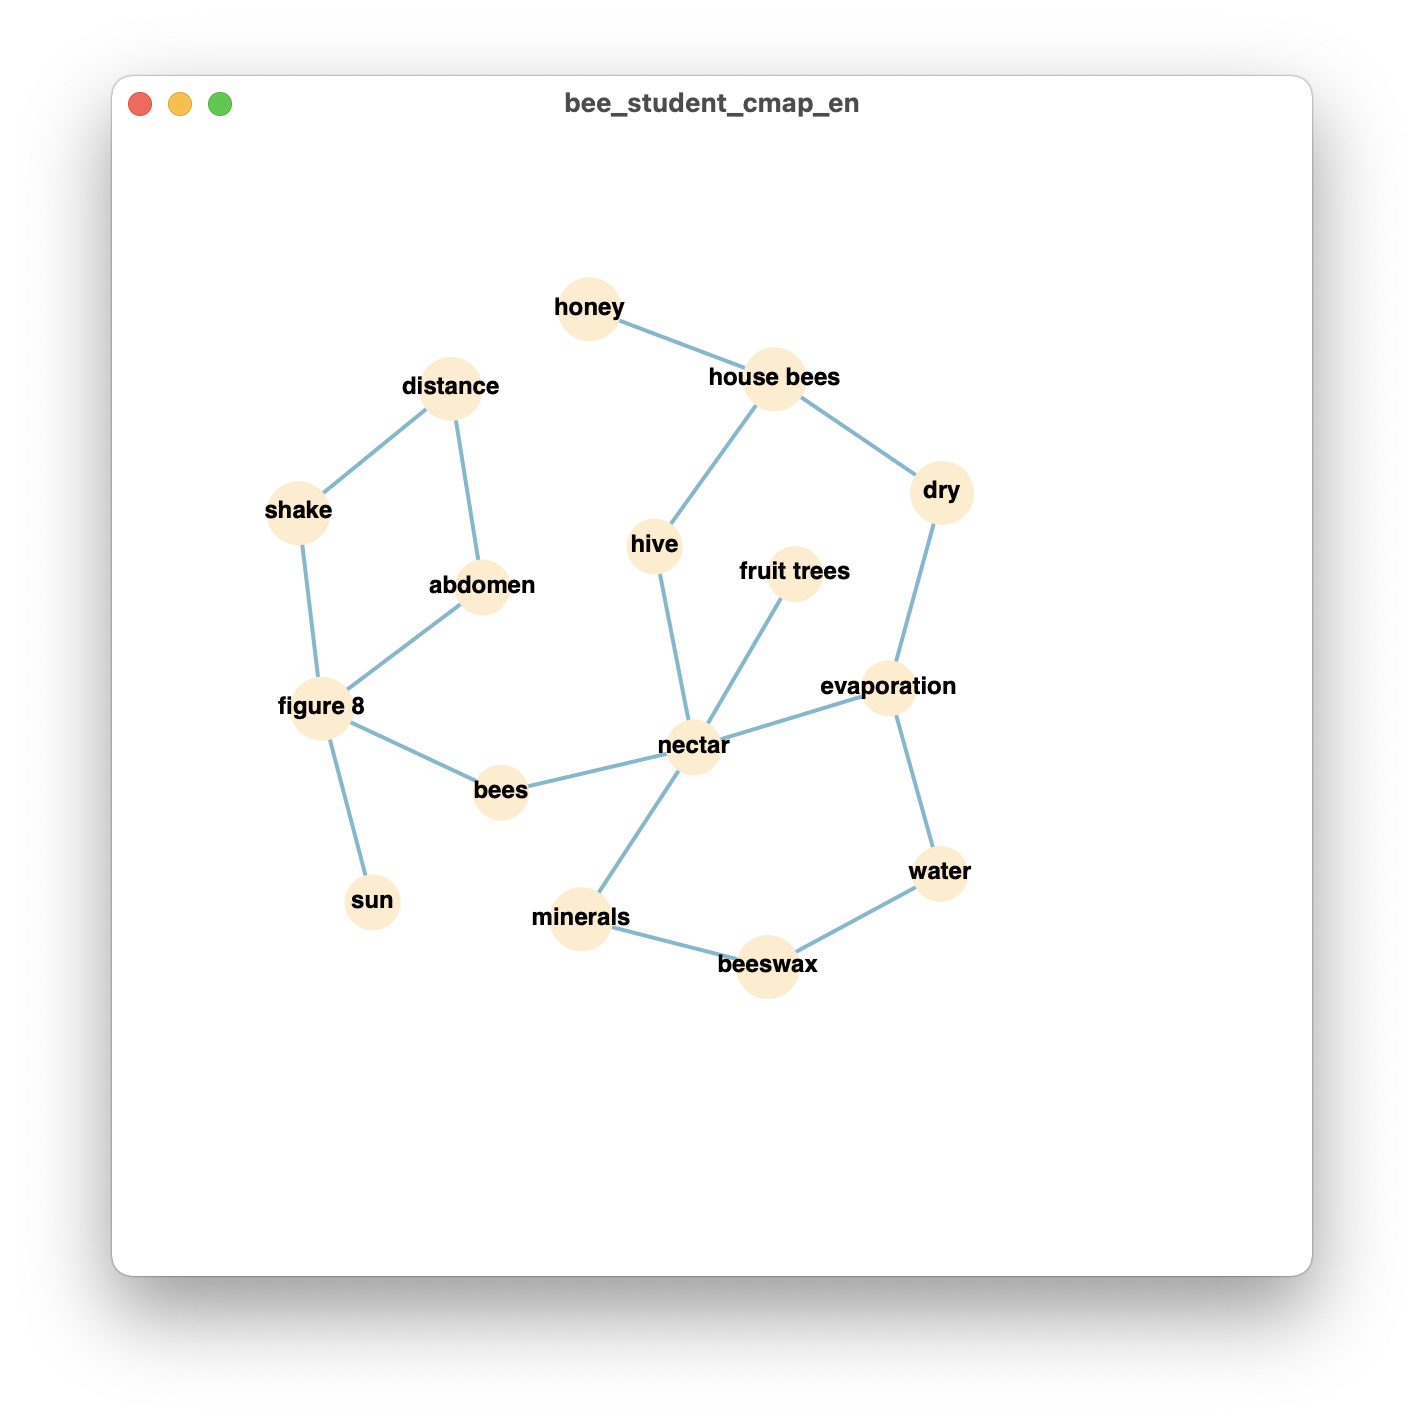 bee_student_cmap_en
honey
house bees
distance
dry
shake
hive
fruit trees
abdomen
evaporation
figure 8
nectar
bees
water
sun
minerals
beeswax